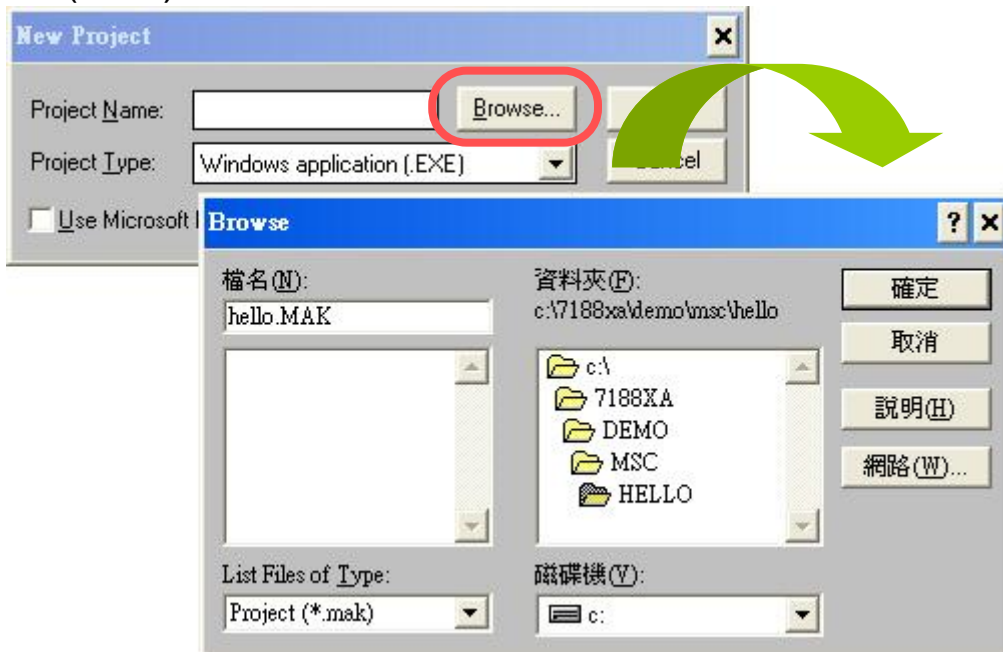 New Project
Project Name:
Browse...
Project Type:
Windows application (.EXE)
Use Microsoft
Browse
檔名(N):
hello.MAK
資料夾(F):
c:\7188xa\demo\msc\hello
確定
取消
c:\
7188XA
DEMO
MSC
HELLO
說明(H)
網路(W)...
List Files of Type:
Project (*.mak)
磁碟機(V):
c: